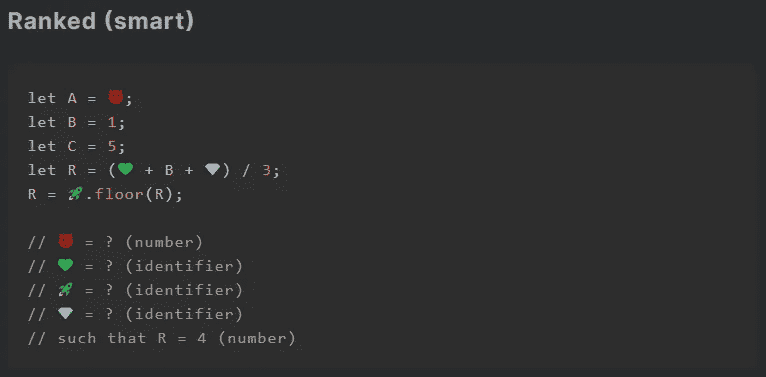 Ranked (smart)
let A = 😈;
let B = 1;
let C = 5;
let R = (💚 + B + 💎) / 3;
R = 🚀.floor(R);
// 😈 = ? (number)
// 💚 = ? (identifier)
// 🚀 = ? (identifier)
// 💎 = ? (identifier)
// such that R = 4 (number)